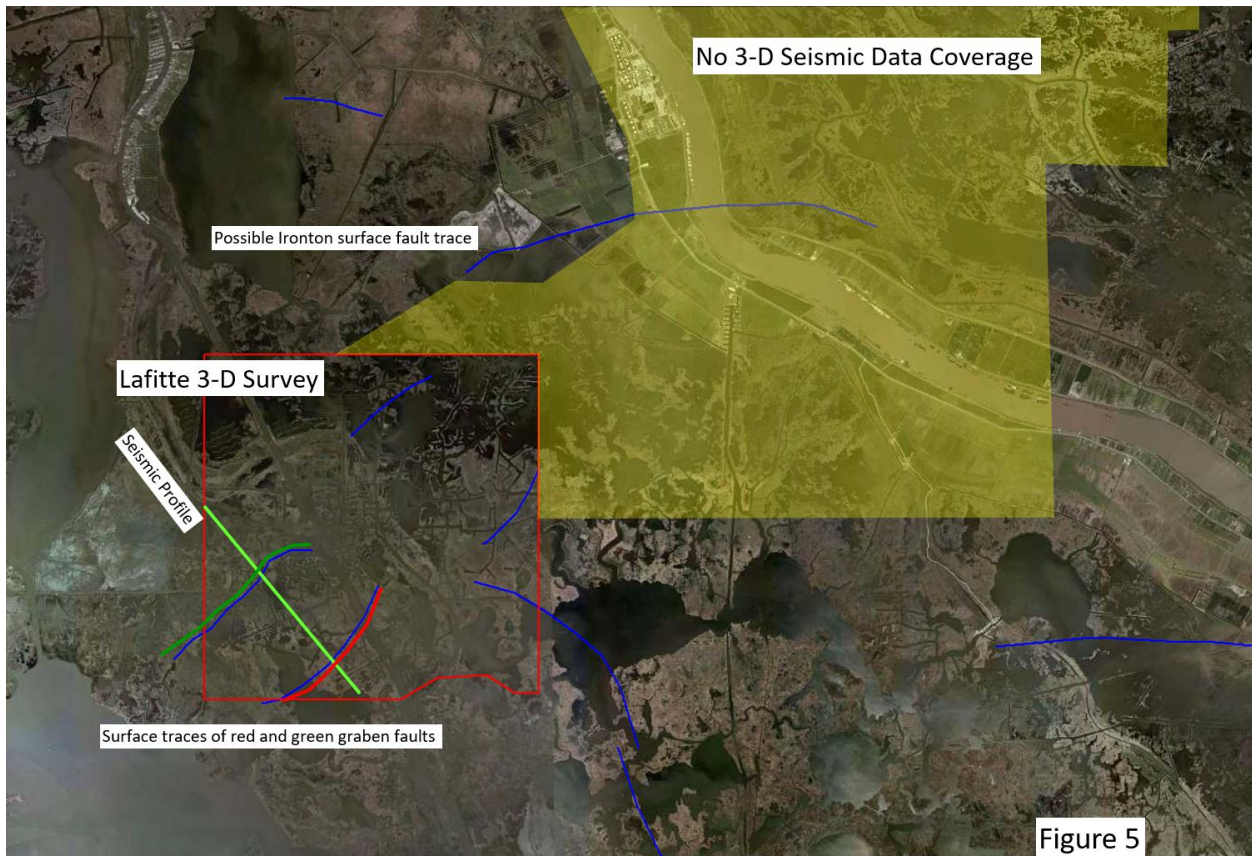 No 3-D Seismic Data Coverage
Possible Ironton surface fault trace
Lafitte 3-D Survey
Seismic Profile
Surface traces of red and green graben faults
Figure 5